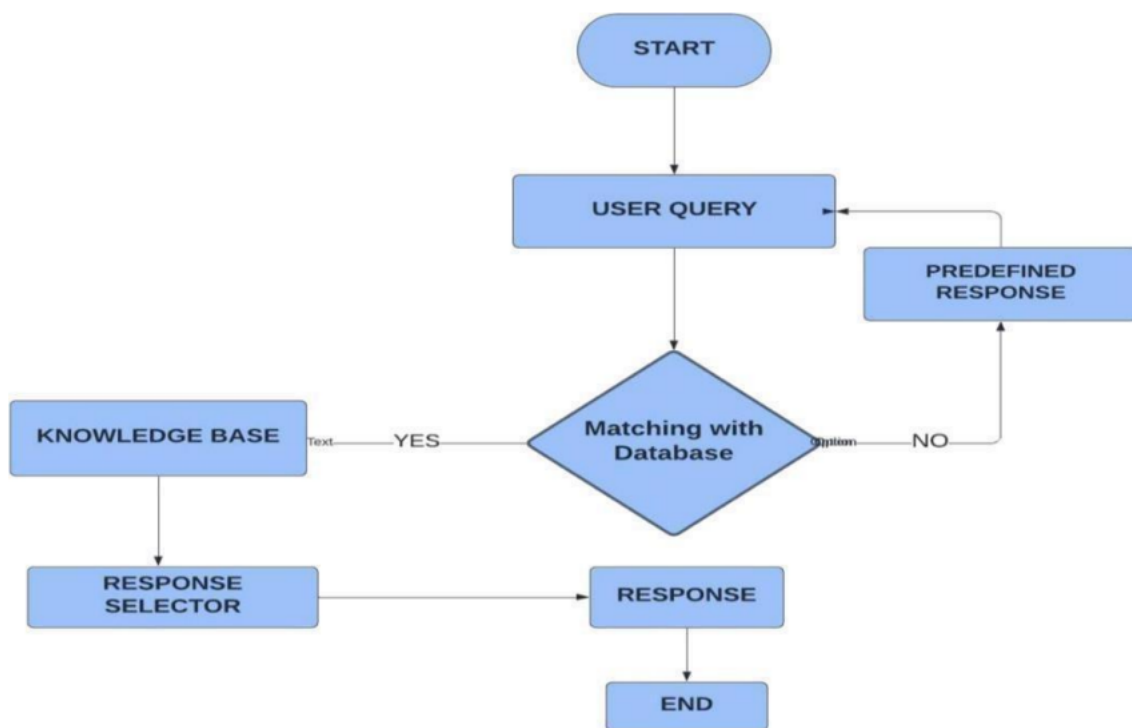 START
USER QUERY
PREDEFINED
RESPONSE
Matching with
Database
KNOWLEDGE BASE
Text
YES
NO
RESPONSE
SELECTOR
RESPONSE
END